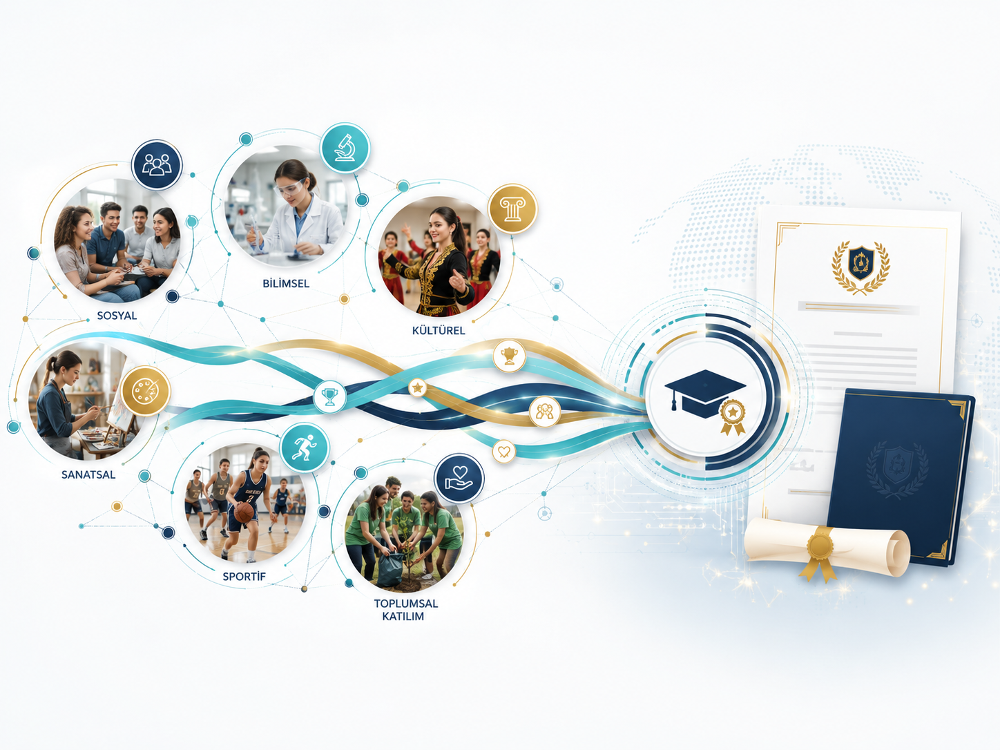 SOSYAL
BİLİMSEL
KÜLTÜREL
SANATSAL
SPORTİF
TOPLUMSAL
KATILIM